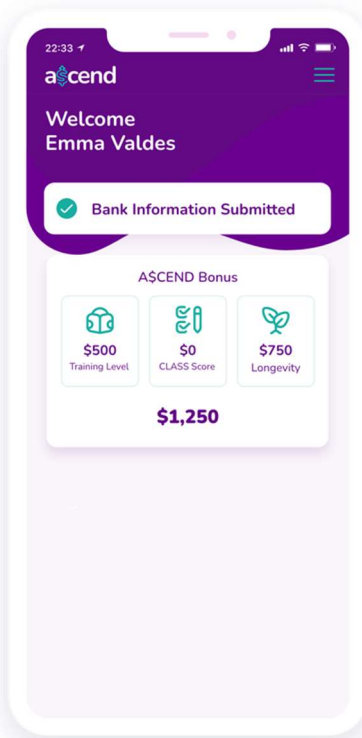 22:33
a$cend
Welcome
Emma Valdes
Bank Information Submitted
A$CEND Bonus
$500 $0 $750
Training Level CLASS Score Longevity
$1,250